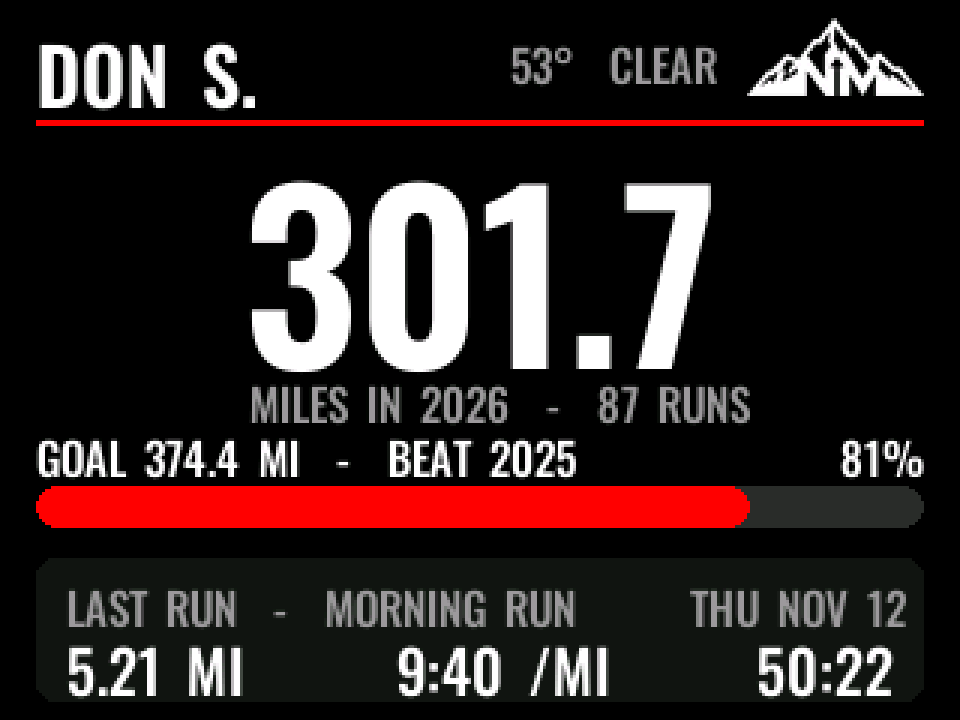 DON S. 53° CLEAR NM
301.7
MILES IN 2026 - 87 RUNS
GOAL 374.4 MI - BEAT 2025 81%
LAST RUN - MORNING RUN THU NOV 12
5.21 MI 9:40 /MI 50:22